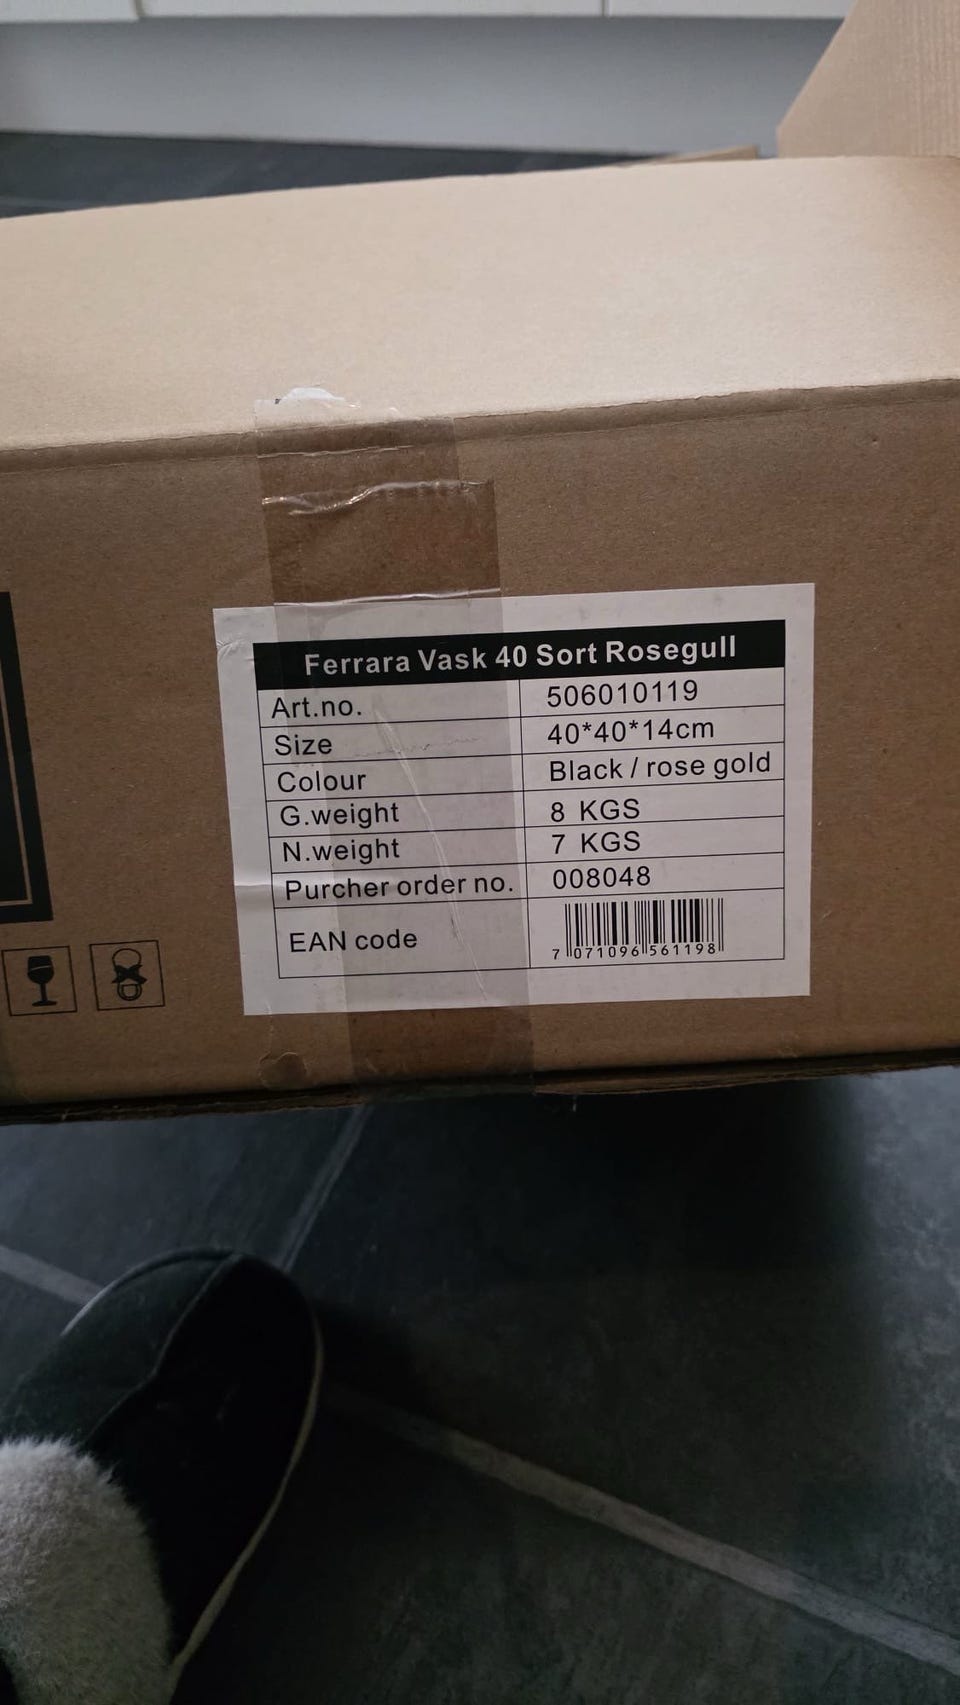 Ferrara Vask 40 Sort Rosegull
Art.no. 506010119
Size 40*40*14cm
Colour Black / rose gold
G.weight 8 KGS
N.weight 7 KGS
Purcher order no. 008048
EAN code
7 071096 561198